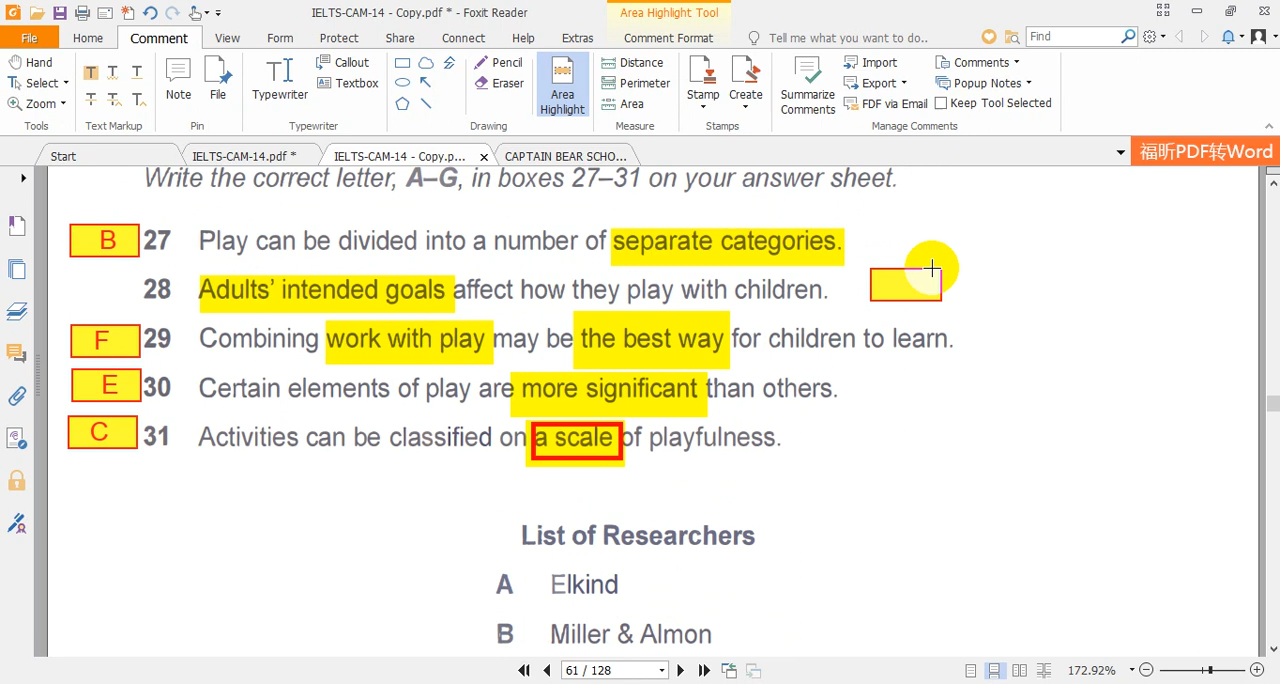 IELTS-CAM-14 - Copy.pdf * - Foxit Reader
Area Highlight Tool
File Home Comment View Form Protect Share Connect Help Extras Comment Format Tell me what you want to do.. Find
Hand
Select
Zoom
Tools
Text Markup
Note
File
Pin
Typewriter
Callout
Textbox
Typewriter
Pencil
Eraser
Drawing
Area Highlight
Distance
Perimeter
Area
Measure
Stamp
Create
Stamps
Summarize Comments
Import
Export
FDF via Email
Comments
Popup Notes
Keep Tool Selected
Manage Comments
Start
IELTS-CAM-14.pdf *
IELTS-CAM-14 - Copy.p... ×
CAPTAIN BEAR SCHO...
福昕PDF转Word
Write the correct letter, A–G, in boxes 27–31 on your answer sheet.
B 27 Play can be divided into a number of separate categories.
28 Adults' intended goals affect how they play with children.
F 29 Combining work with play may be the best way for children to learn.
E 30 Certain elements of play are more significant than others.
C 31 Activities can be classified on a scale of playfulness.
List of Researchers
A Elkind
B Miller & Almon
61 / 128
172.92%